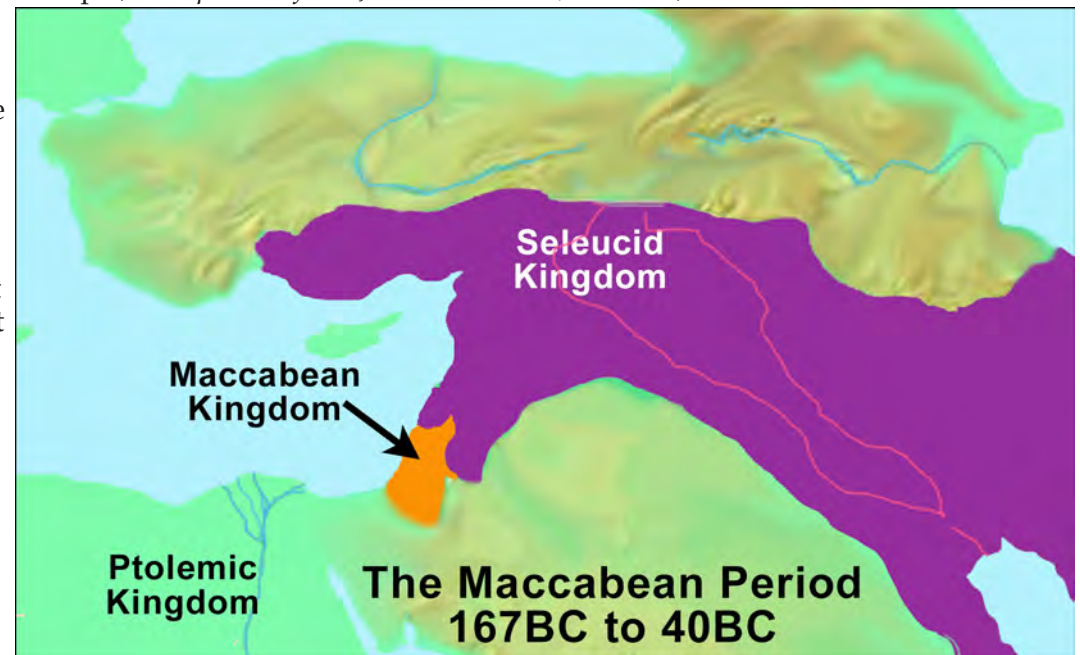 Seleucid
Kingdom
Maccabean
Kingdom
Ptolemic
Kingdom
The Maccabean Period
167BC to 40BC